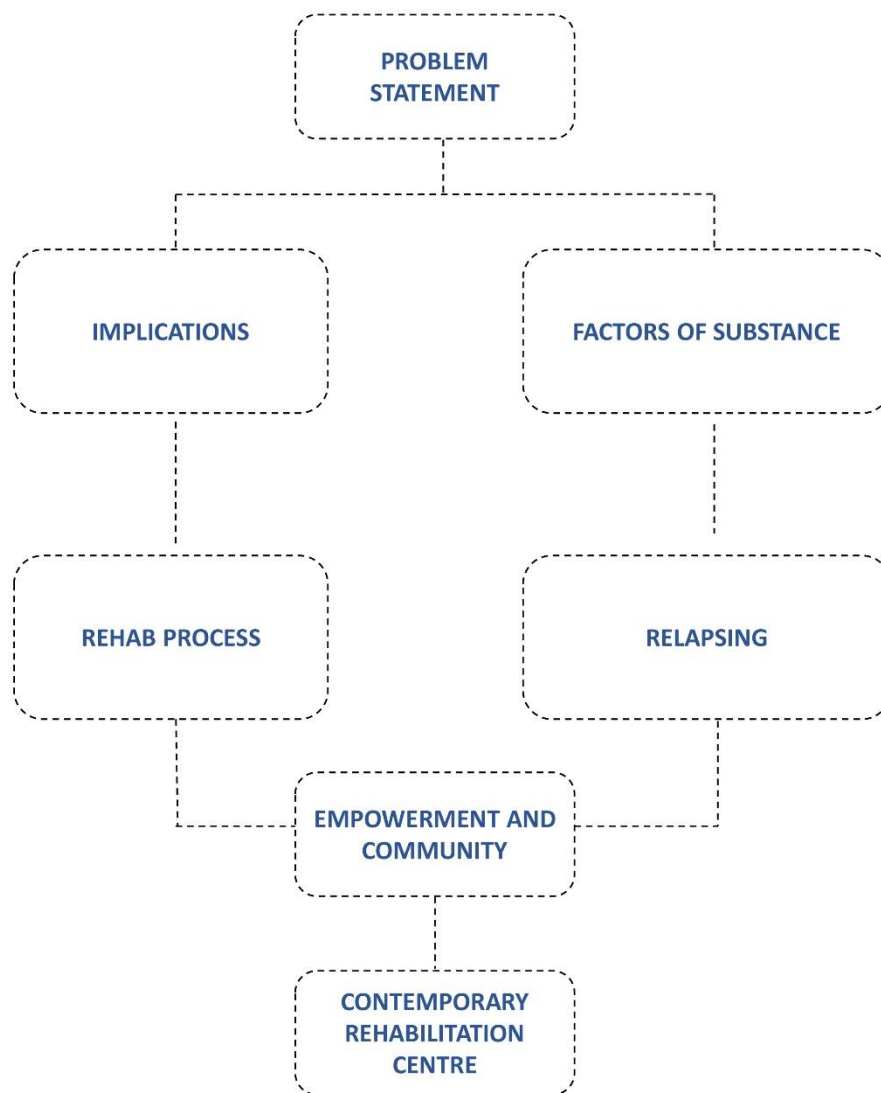 PROBLEM
STATEMENT
IMPLICATIONS
FACTORS OF SUBSTANCE
REHAB PROCESS
RELAPSING
EMPOWERMENT AND
COMMUNITY
CONTEMPORARY
REHABILITATION
CENTRE